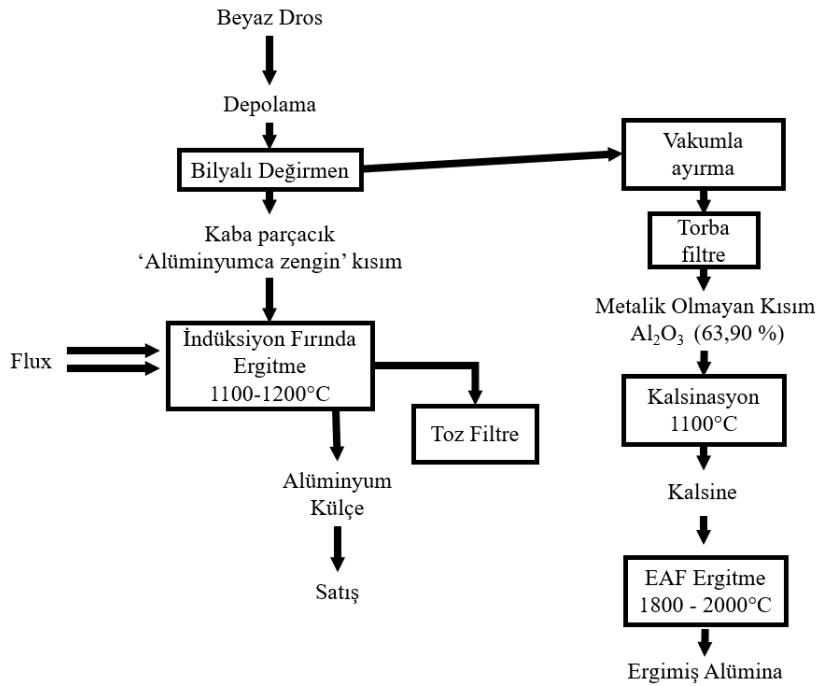 Beyaz Dros
Depolama
Bilyalı Değirmen
Kaba parçacık
‘Alüminyumca zengin’ kısım
Flux
İndüksiyon Fırında
Ergitme
1100-1200°C
Toz Filtre
Alüminyum
Külçe
Satış
Vakumla
ayırma
Torba
filtre
Metalik Olmayan Kısım
Al₂O₃ (63,90 %)
Kalsinasyon
1100°C
Kalsine
EAF Ergitme
1800 - 2000°C
Ergimiş Alümina